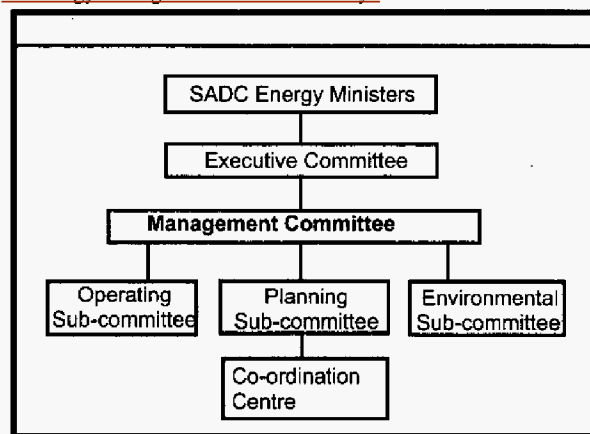 SADC Energy Ministers
Executive Committee
Management Committee
Operating
Sub-committee
Planning
Sub-committee
Environmental
Sub-committee
Co-ordination
Centre